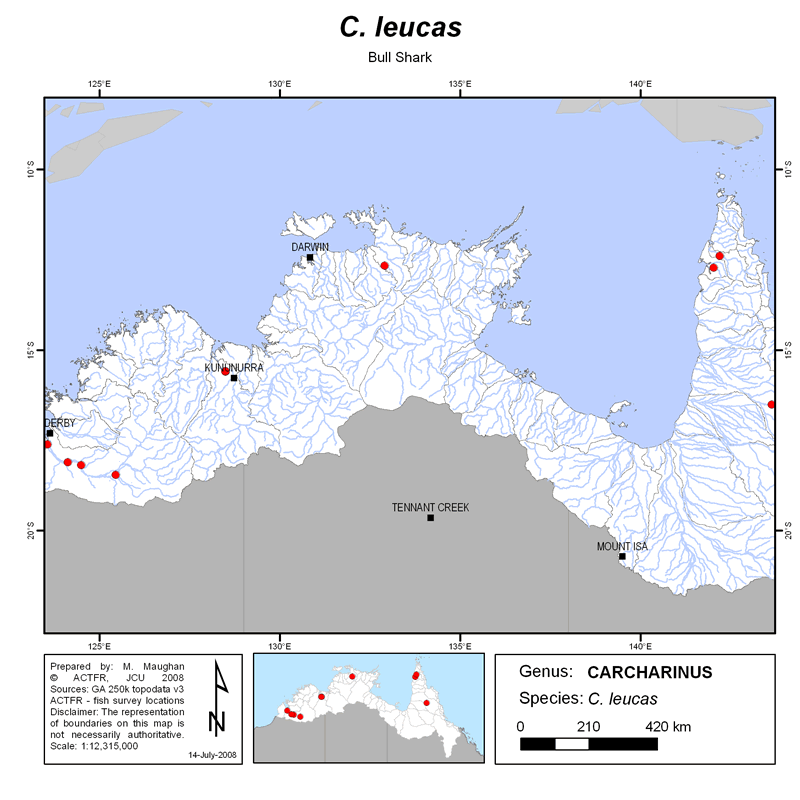 C. leucas
Bull Shark
125°E 130°E 135°E 140°E
10°S 10°S
DARWIN
15°S 15°S
KUNUNURRA
DERBY
TENNANT CREEK
20°S 20°S
MOUNT ISA
125°E 130°E 135°E 140°E
Prepared by: M. Maughan
© ACTFR, JCU 2008
Sources: GA 250k topodata v3
ACTFR - fish survey locations
Disclaimer: The representation
of boundaries on this map is
not necessarily authoritative.
Scale: 1:12,315,000
N
14-July-2008
Genus: CARCHARINUS
Species: C. leucas
0 210 420 km